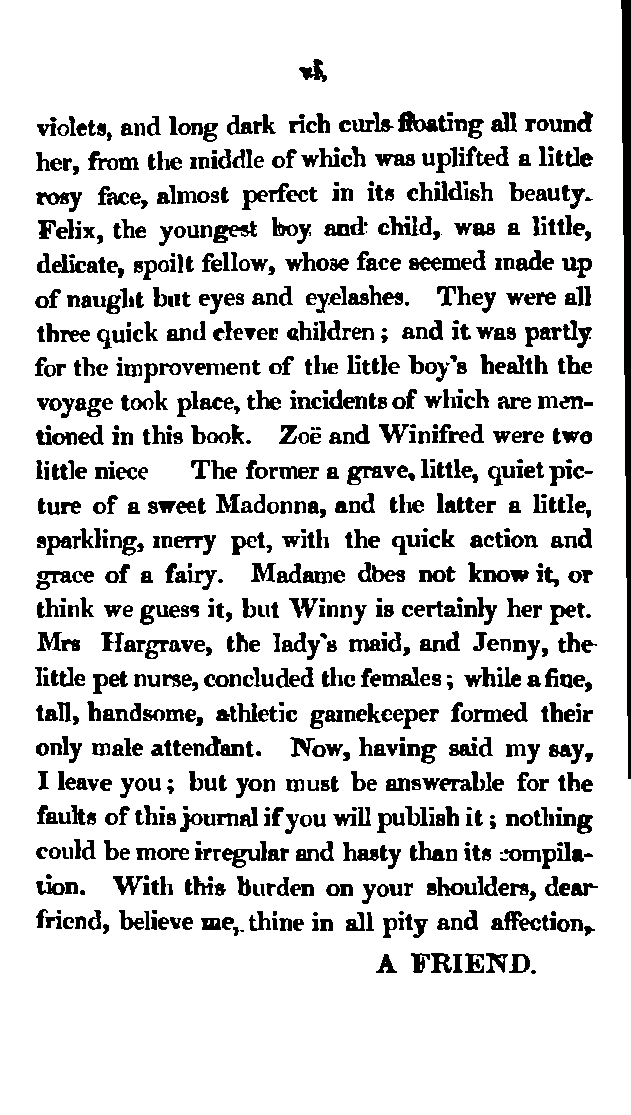 vi.
violets, and long dark rich curls floating all round
her, from the middle of which was uplifted a little
rosy face, almost perfect in its childish beauty.
Felix, the youngest boy and child, was a little,
delicate, spoilt fellow, whose face seemed made up
of naught but eyes and eyelashes. They were all
three quick and clever children; and it was partly
for the improvement of the little boy's health the
voyage took place, the incidents of which are men-
tioned in this book. Zoë and Winifred were two
little niece The former a grave, little, quiet pic-
ture of a sweet Madonna, and the latter a little,
sparkling, merry pet, with the quick action and
grace of a fairy. Madame does not know it, or
think we guess it, but Winny is certainly her pet.
Mrs Hargrave, the lady's maid, and Jenny, the
little pet nurse, concluded the females; while a fine,
tall, handsome, athletic gamekeeper formed their
only male attendant. Now, having said my say,
I leave you; but yon must be answerable for the
faults of this journal if you will publish it; nothing
could be more irregular and hasty than its compila-
tion. With this burden on your shoulders, dear
friend, believe me, thine in all pity and affection,
A FRIEND.